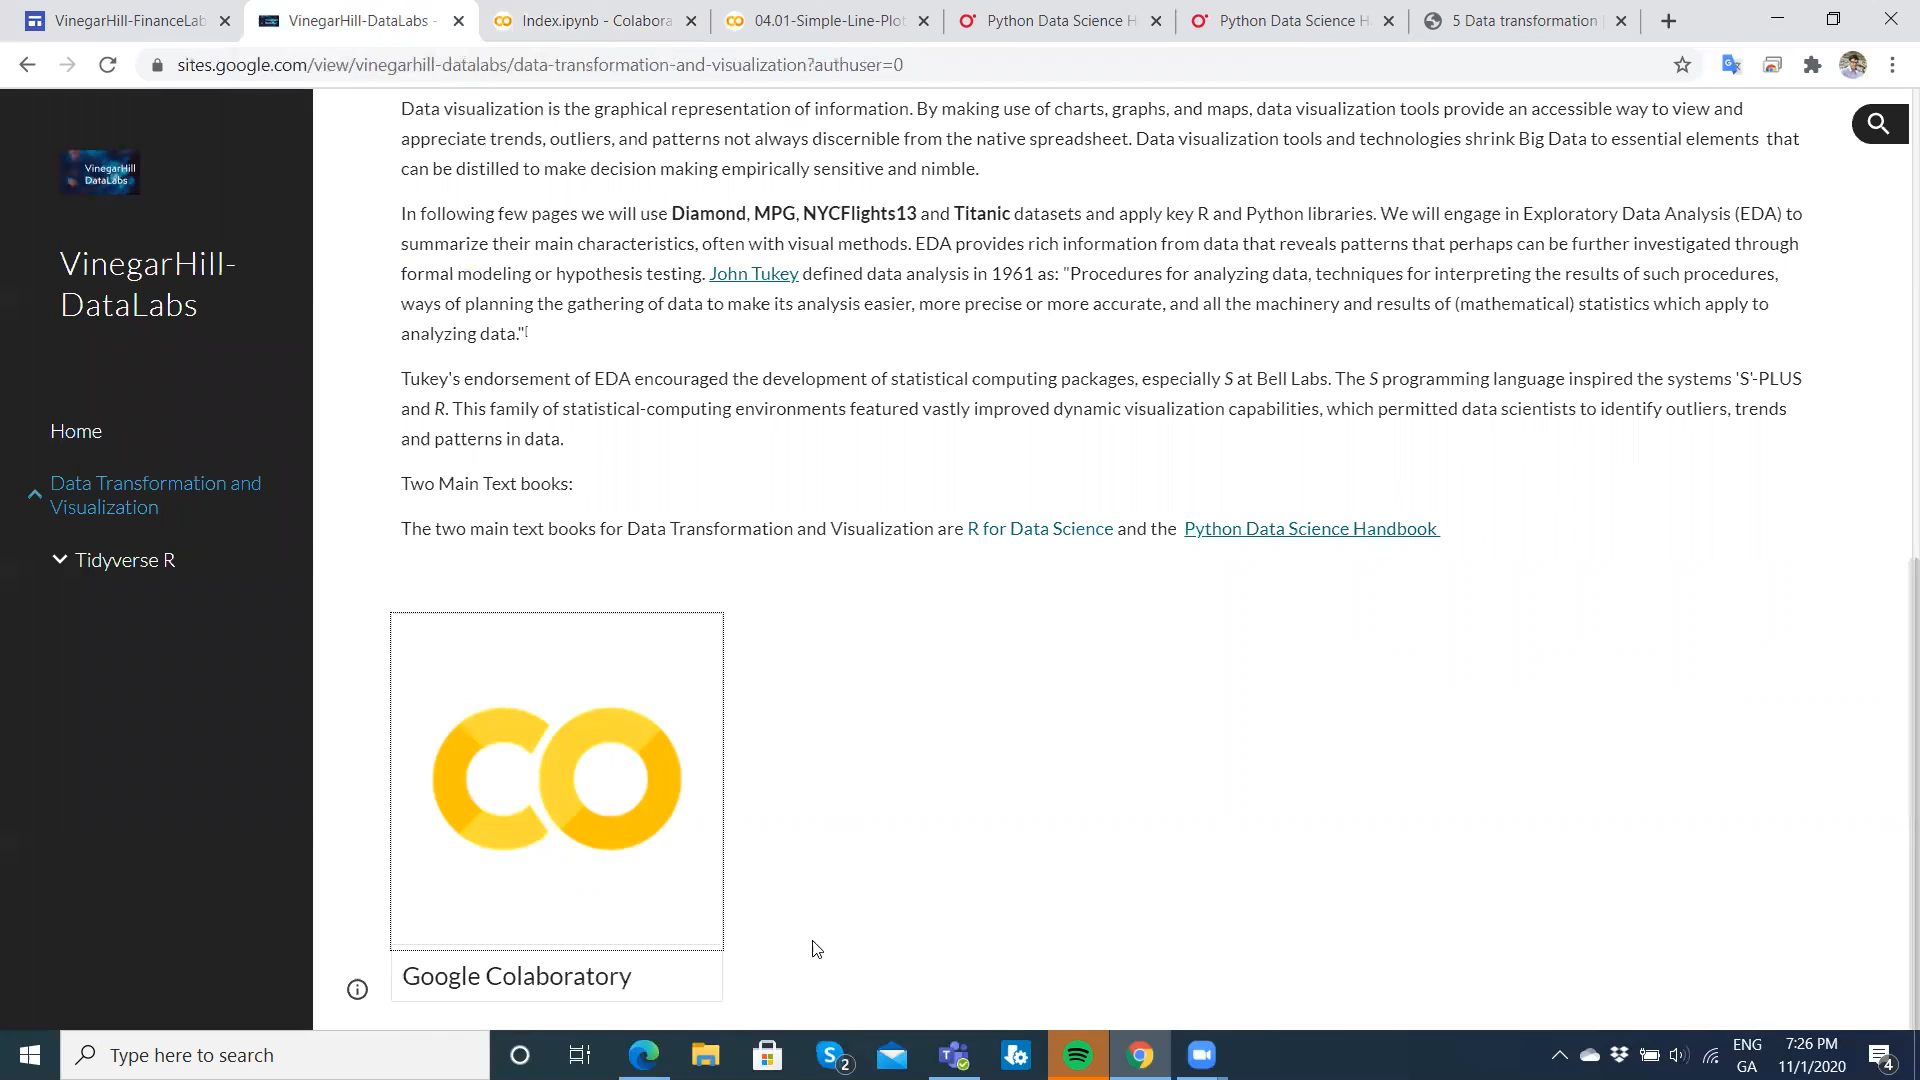 VinegarHill-FinanceLab
VinegarHill-DataLabs -
Index.ipynb - Colabora
04.01-Simple-Line-Plot
Python Data Science H
Python Data Science H
5 Data transformation
sites.google.com/view/vinegarhill-datalabs/data-transformation-and-visualization?authuser=0
VinegarHill
DataLabs
VinegarHill-
DataLabs
Home
Data Transformation and
Visualization
Tidyverse R
Data visualization is the graphical representation of information. By making use of charts, graphs, and maps, data visualization tools provide an accessible way to view and
appreciate trends, outliers, and patterns not always discernible from the native spreadsheet. Data visualization tools and technologies shrink Big Data to essential elements that
can be distilled to make decision making empirically sensitive and nimble.
In following few pages we will use Diamond, MPG, NYCFlights13 and Titanic datasets and apply key R and Python libraries. We will engage in Exploratory Data Analysis (EDA) to
summarize their main characteristics, often with visual methods. EDA provides rich information from data that reveals patterns that perhaps can be further investigated through
formal modeling or hypothesis testing. John Tukey defined data analysis in 1961 as: "Procedures for analyzing data, techniques for interpreting the results of such procedures,
ways of planning the gathering of data to make its analysis easier, more precise or more accurate, and all the machinery and results of (mathematical) statistics which apply to
analyzing data."[
Tukey's endorsement of EDA encouraged the development of statistical computing packages, especially S at Bell Labs. The S programming language inspired the systems 'S'-PLUS
and R. This family of statistical-computing environments featured vastly improved dynamic visualization capabilities, which permitted data scientists to identify outliers, trends
and patterns in data.
Two Main Text books:
The two main text books for Data Transformation and Visualization are R for Data Science and the Python Data Science Handbook
Google Colaboratory
Type here to search
2
ENG
GA
7:26 PM
11/1/2020
4